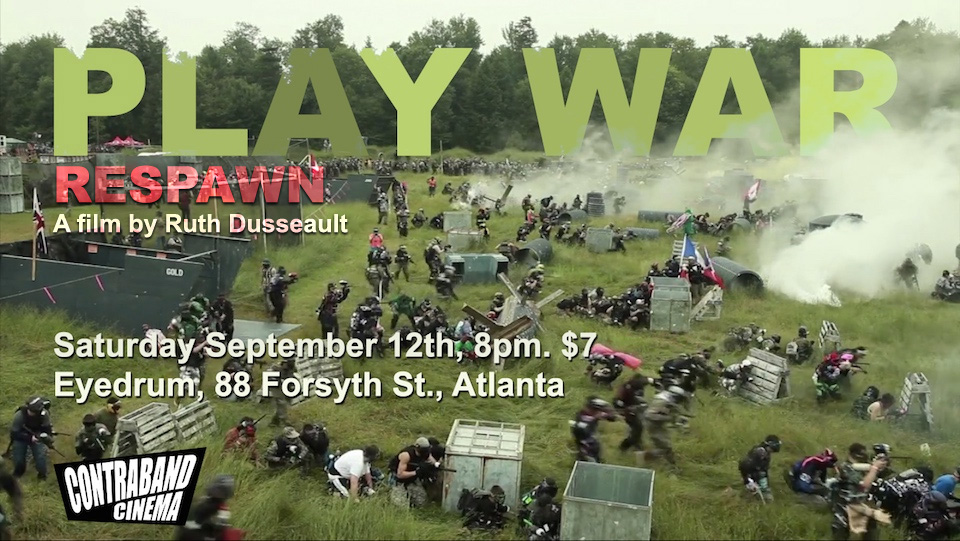 PLAY WAR
RESPAWN
A film by Ruth Dusseault
GOLD
Saturday September 12th, 8pm. $7
Eyedrum, 88 Forsyth St., Atlanta
CONTRABAND
CINEMA